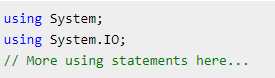 using System;
using System.IO;
// More using statements here...